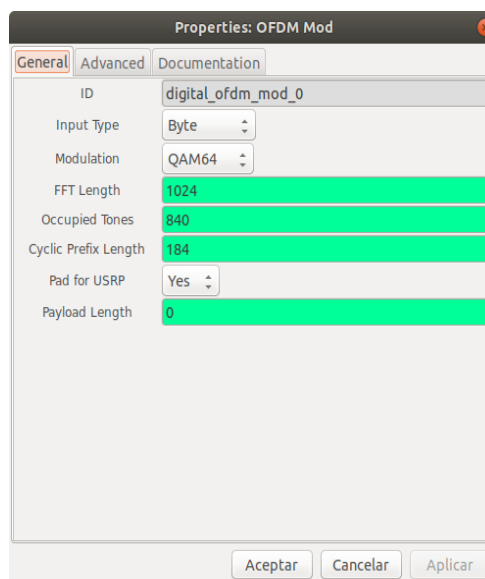 Properties: OFDM Mod
General Advanced Documentation
ID digital_ofdm_mod_0
Input Type Byte
Modulation QAM64
FFT Length 1024
Occupied Tones 840
Cyclic Prefix Length 184
Pad for USRP Yes
Payload Length 0
Aceptar Cancelar Aplicar